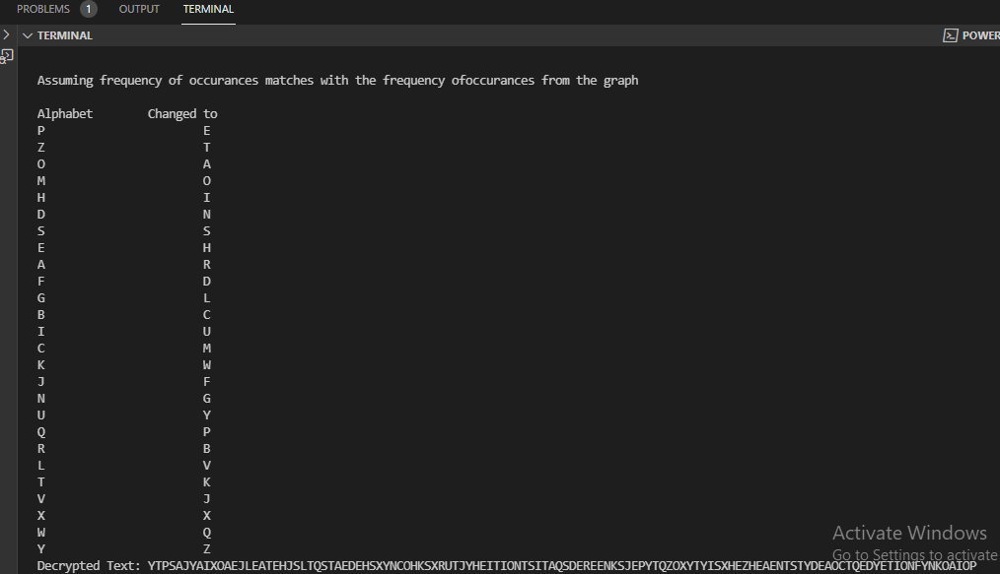 PROBLEMS 1 OUTPUT TERMINAL
TERMINAL POWER
Assuming frequency of occurances matches with the frequency ofoccurances from the graph
Alphabet Changed to
P E
Z T
O A
M O
H I
D N
S S
E H
A R
F D
G L
B C
I U
C M
K W
J F
N G
U Y
Q P
R B
L V
T K
V J
X X
W Q
Y Z
Activate Windows
Go to Settings to activate
Decrypted Text: YTPSAJYAIXOAEJLEATEHJSLTQSTAEDEHSXYNCOHKSXRUTJYHEITIONTSITAQSDEREENKSJEPYTQZOXYTYISXHEZHEAENTSTYDEAOCTQEDYETIONFYNKOAIOP